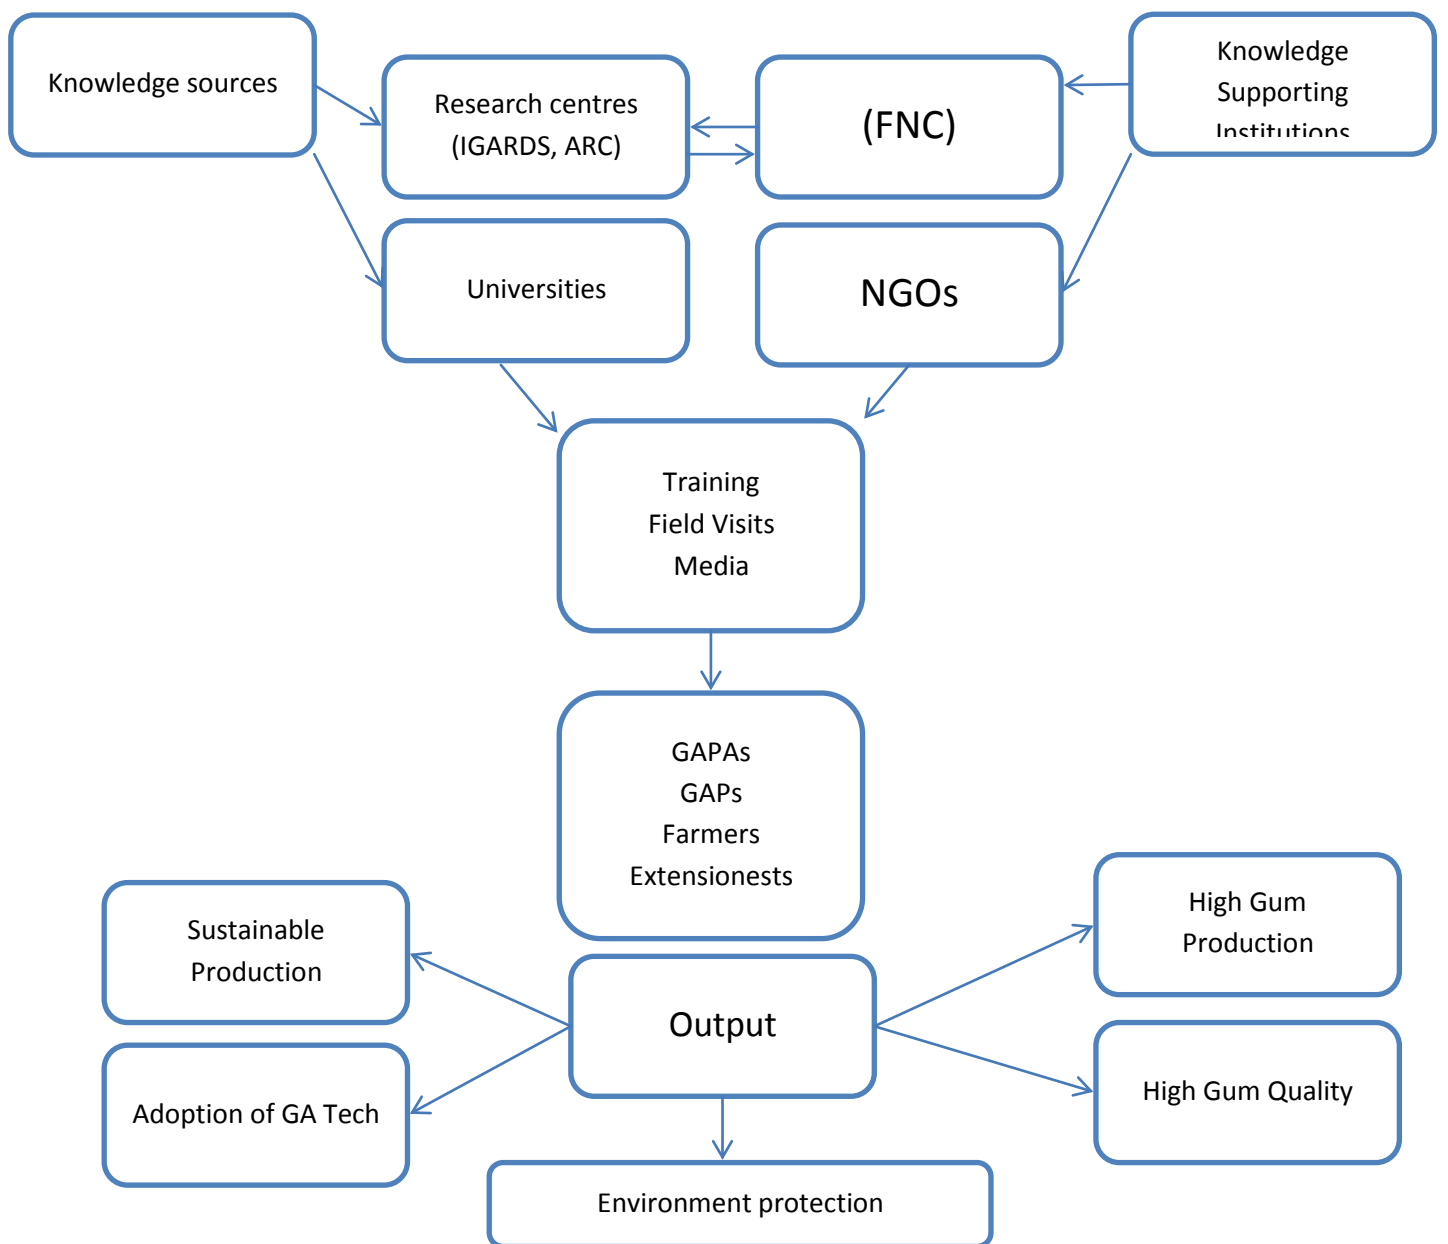 Knowledge sources
Research centres
(IGARDS, ARC)
(FNC)
Knowledge
Supporting
Institutions
Universities
NGOs
Training
Field Visits
Media
GAPAs
GAPs
Farmers
Extensionests
Sustainable
Production
Output
High Gum
Production
Adoption of GA Tech
High Gum Quality
Environment protection